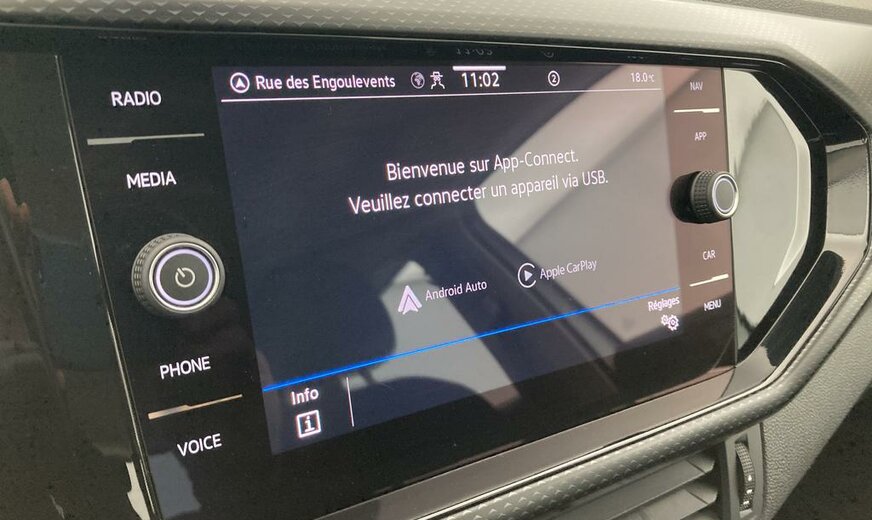 Rue des Engoulevents 11:02 2 18.0°C
RADIO
MEDIA
PHONE
VOICE
Bienvenue sur App-Connect.
Veuillez connecter un appareil via USB.
Android Auto
Apple CarPlay
Réglages
Info
i
NAV
APP
CAR
MENU